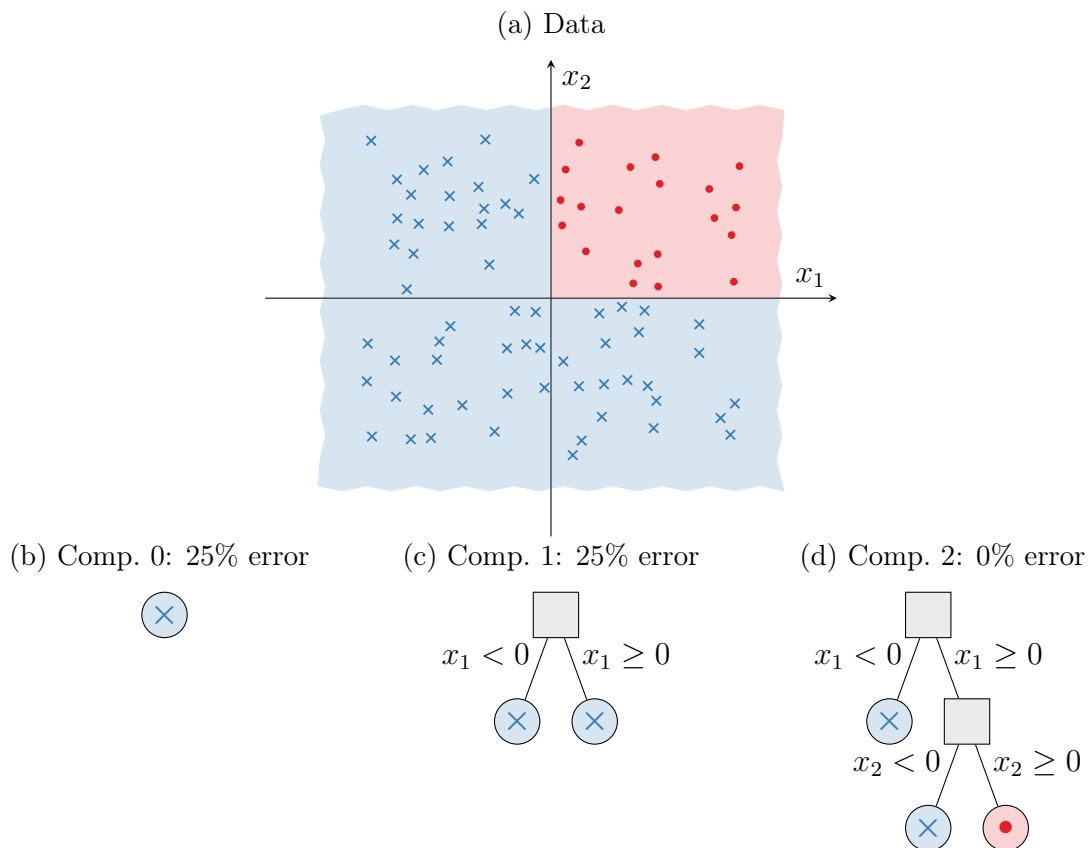 (a) Data
x₂
x₁
(b) Comp. 0: 25% error
(c) Comp. 1: 25% error
(d) Comp. 2: 0% error
x₁ < 0
x₁ ≥ 0
x₁ < 0
x₁ ≥ 0
x₂ < 0
x₂ ≥ 0